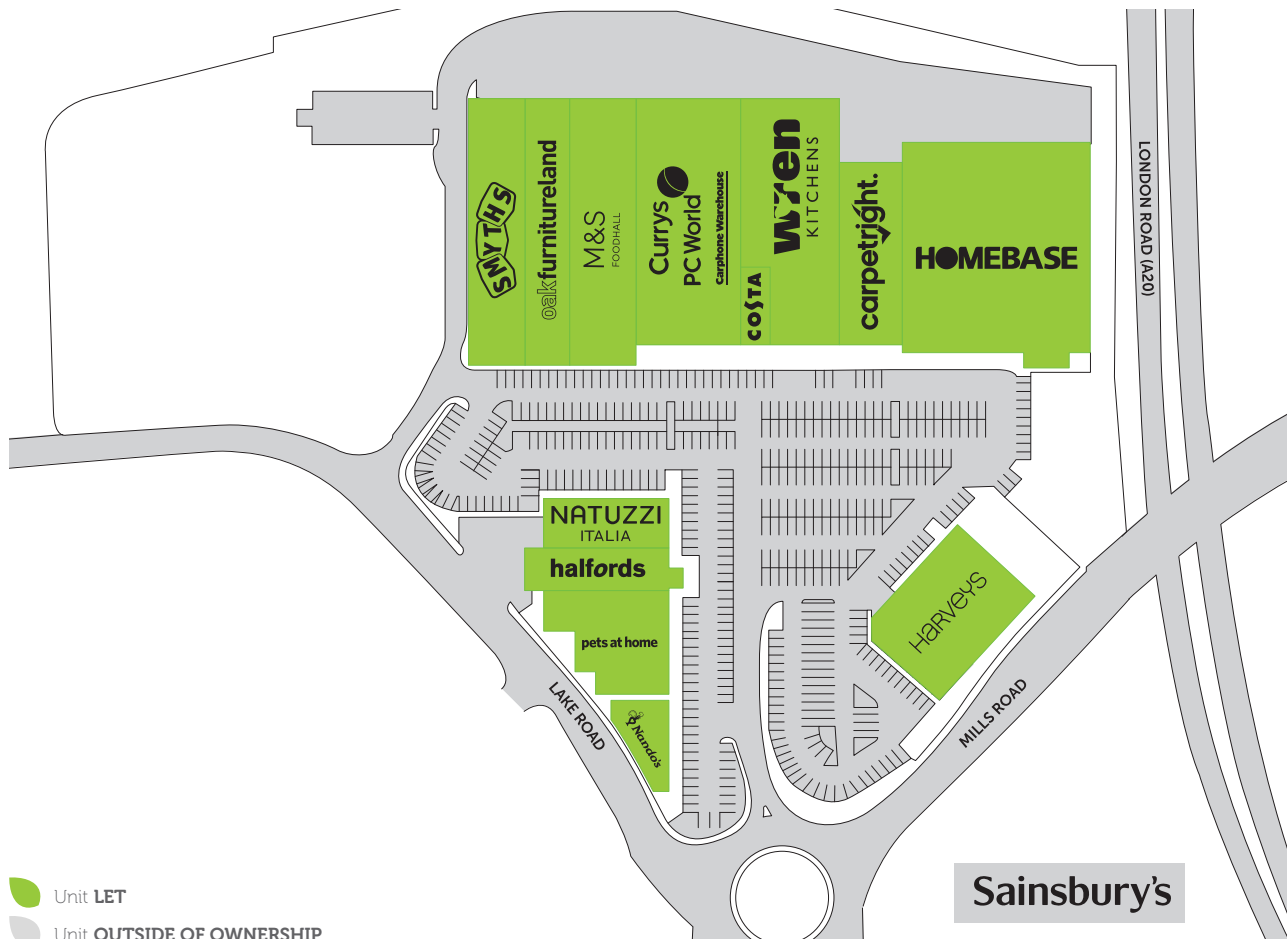 SMYTHS
oakfurnitureland
M&S
FOODHALL
Currys
PC World
Carphone Warehouse
COSTA
wren
KITCHENS
carpetright.
HOMEBASE
LONDON ROAD (A20)
NATUZZI
ITALIA
halfords
pets at home
Nando's
HARVEYS
LAKE ROAD
MILLS ROAD
Sainsbury's
Unit LET
Unit OUTSIDE OF OWNERSHIP